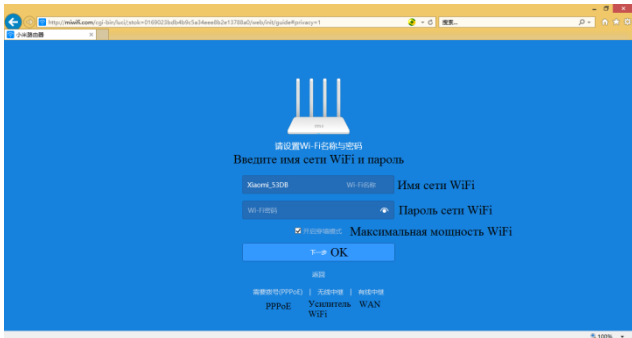 http://miwifi.com/cgi-bin/luci/;stok=0169023bdb4b0c5a34eee8b2e13780a0/web/init/guide#privacy=1
搜索...
小米路由器 ×
请设置Wi-Fi名称与密码
Введите имя сети WiFi и пароль
Xiaomi_53DB Wi-Fi名称 Имя сети WiFi
Wi-Fi密码 Пароль сети WiFi
开启穿墙模式 Максимальная мошность WiFi
下一步 OK
返回
需要拨号(PPPoE) | 无线中继 | 有线中继
PPPoE Усилитель WiFi WAN
100%